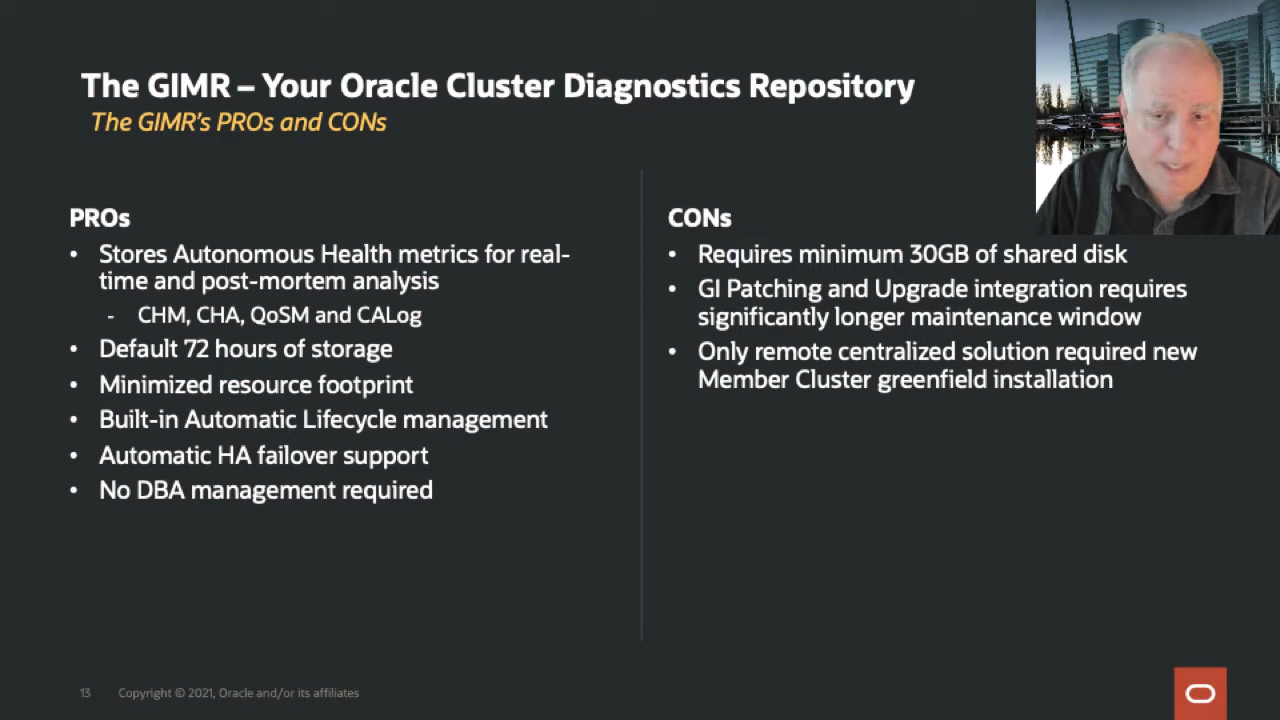 The GIMR – Your Oracle Cluster Diagnostics Repository
The GIMR's PROs and CONs
PROs
• Stores Autonomous Health metrics for real-
time and post-mortem analysis
- CHM, CHA, QoSM and CALog
• Default 72 hours of storage
• Minimized resource footprint
• Built-in Automatic Lifecycle management
• Automatic HA failover support
• No DBA management required
CONs
• Requires minimum 30GB of shared disk
• GI Patching and Upgrade integration requires
significantly longer maintenance window
• Only remote centralized solution required new
Member Cluster greenfield installation
13 Copyright © 2021, Oracle and/or its affiliates